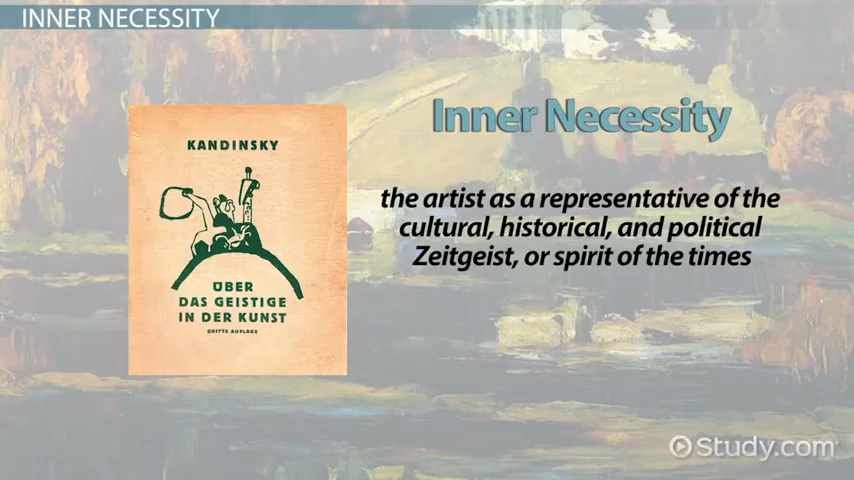 INNER NECESSITY
KANDINSKY
ÜBER
DAS GEISTIGE
IN DER KUNST
DRITTE AUFLAGE
Inner Necessity
the artist as a representative of the
cultural, historical, and political
Zeitgeist, or spirit of the times
Study.com